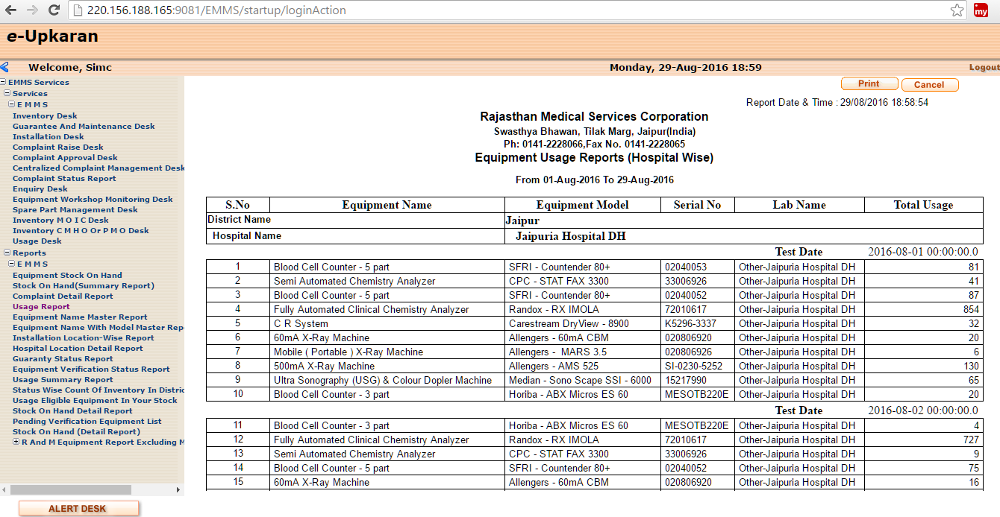 220.156.188.165:9081/EMMS/startup/loginAction
my
e-Upkaran
Welcome, Simc
Monday, 29-Aug-2016 18:59
Logout
EMMS Services
Services
E M M S
Inventory Desk
Guarantee And Maintenance Desk
Installation Desk
Complaint Raise Desk
Complaint Approval Desk
Centralized Complaint Management Desk
Complaint Status Report
Enquiry Desk
Equipment Workshop Monitoring Desk
Spare Part Management Desk
Inventory M O I C Desk
Inventory C M H O Or P M O Desk
Usage Desk
Reports
E M M S
Equipment Stock On Hand
Stock On Hand(Summary Report)
Complaint Detail Report
Usage Report
Equipment Name Master Report
Equipment Name With Model Master Repo
Installation Location-Wise Report
Hospital Location Detail Report
Guaranty Status Report
Equipment Verification Status Report
Usage Summary Report
Status Wise Count Of Inventory In Distric
Usage Eligible Equipment In Your Stock
Stock On Hand Detail Report
Pending Verification Equipment List
Stock On Hand (Detail Report)
R And M Equipment Report Excluding M
ALERT DESK
Print Cancel
Report Date & Time : 29/08/2016 18:58:54
Rajasthan Medical Services Corporation
Swasthya Bhawan, Tilak Marg, Jaipur(India)
Ph: 0141-2228066,Fax No. 0141-2228065
Equipment Usage Reports (Hospital Wise)
From 01-Aug-2016 To 29-Aug-2016
S.No Equipment Name Equipment Model Serial No Lab Name Total Usage
District Name Jaipur
Hospital Name Jaipuria Hospital DH
Test Date 2016-08-01 00:00:00.0
1 Blood Cell Counter - 5 part SFRI - Countender 80+ 02040053 Other-Jaipuria Hospital DH 81
2 Semi Automated Chemistry Analyzer CPC - STAT FAX 3300 33006926 Other-Jaipuria Hospital DH 41
3 Blood Cell Counter - 5 part SFRI - Countender 80+ 02040052 Other-Jaipuria Hospital DH 87
4 Fully Automated Clinical Chemistry Analyzer Randox - RX IMOLA 72010617 Other-Jaipuria Hospital DH 854
5 C R System Carestream DryView - 8900 K5296-3337 Other-Jaipuria Hospital DH 32
6 60mA X-Ray Machine Allengers - 60mA CBM 020806920 Other-Jaipuria Hospital DH 20
7 Mobile ( Portable ) X-Ray Machine Allengers - MARS 3.5 020806926 Other-Jaipuria Hospital DH 6
8 500mA X-Ray Machine Allengers - AMS 525 SI-0230-5252 Other-Jaipuria Hospital DH 130
9 Ultra Sonography (USG) & Colour Dopler Machine Median - Sono Scape SSI - 6000 15217990 Other-Jaipuria Hospital DH 65
10 Blood Cell Counter - 3 part Horiba - ABX Micros ES 60 MESOTB220E Other-Jaipuria Hospital DH 20
Test Date 2016-08-02 00:00:00.0
11 Blood Cell Counter - 3 part Horiba - ABX Micros ES 60 MESOTB220E Other-Jaipuria Hospital DH 4
12 Fully Automated Clinical Chemistry Analyzer Randox - RX IMOLA 72010617 Other-Jaipuria Hospital DH 727
13 Semi Automated Chemistry Analyzer CPC - STAT FAX 3300 33006926 Other-Jaipuria Hospital DH 9
14 Blood Cell Counter - 5 part SFRI - Countender 80+ 02040052 Other-Jaipuria Hospital DH 75
15 60mA X-Ray Machine Allengers - 60mA CBM 020806920 Other-Jaipuria Hospital DH 16